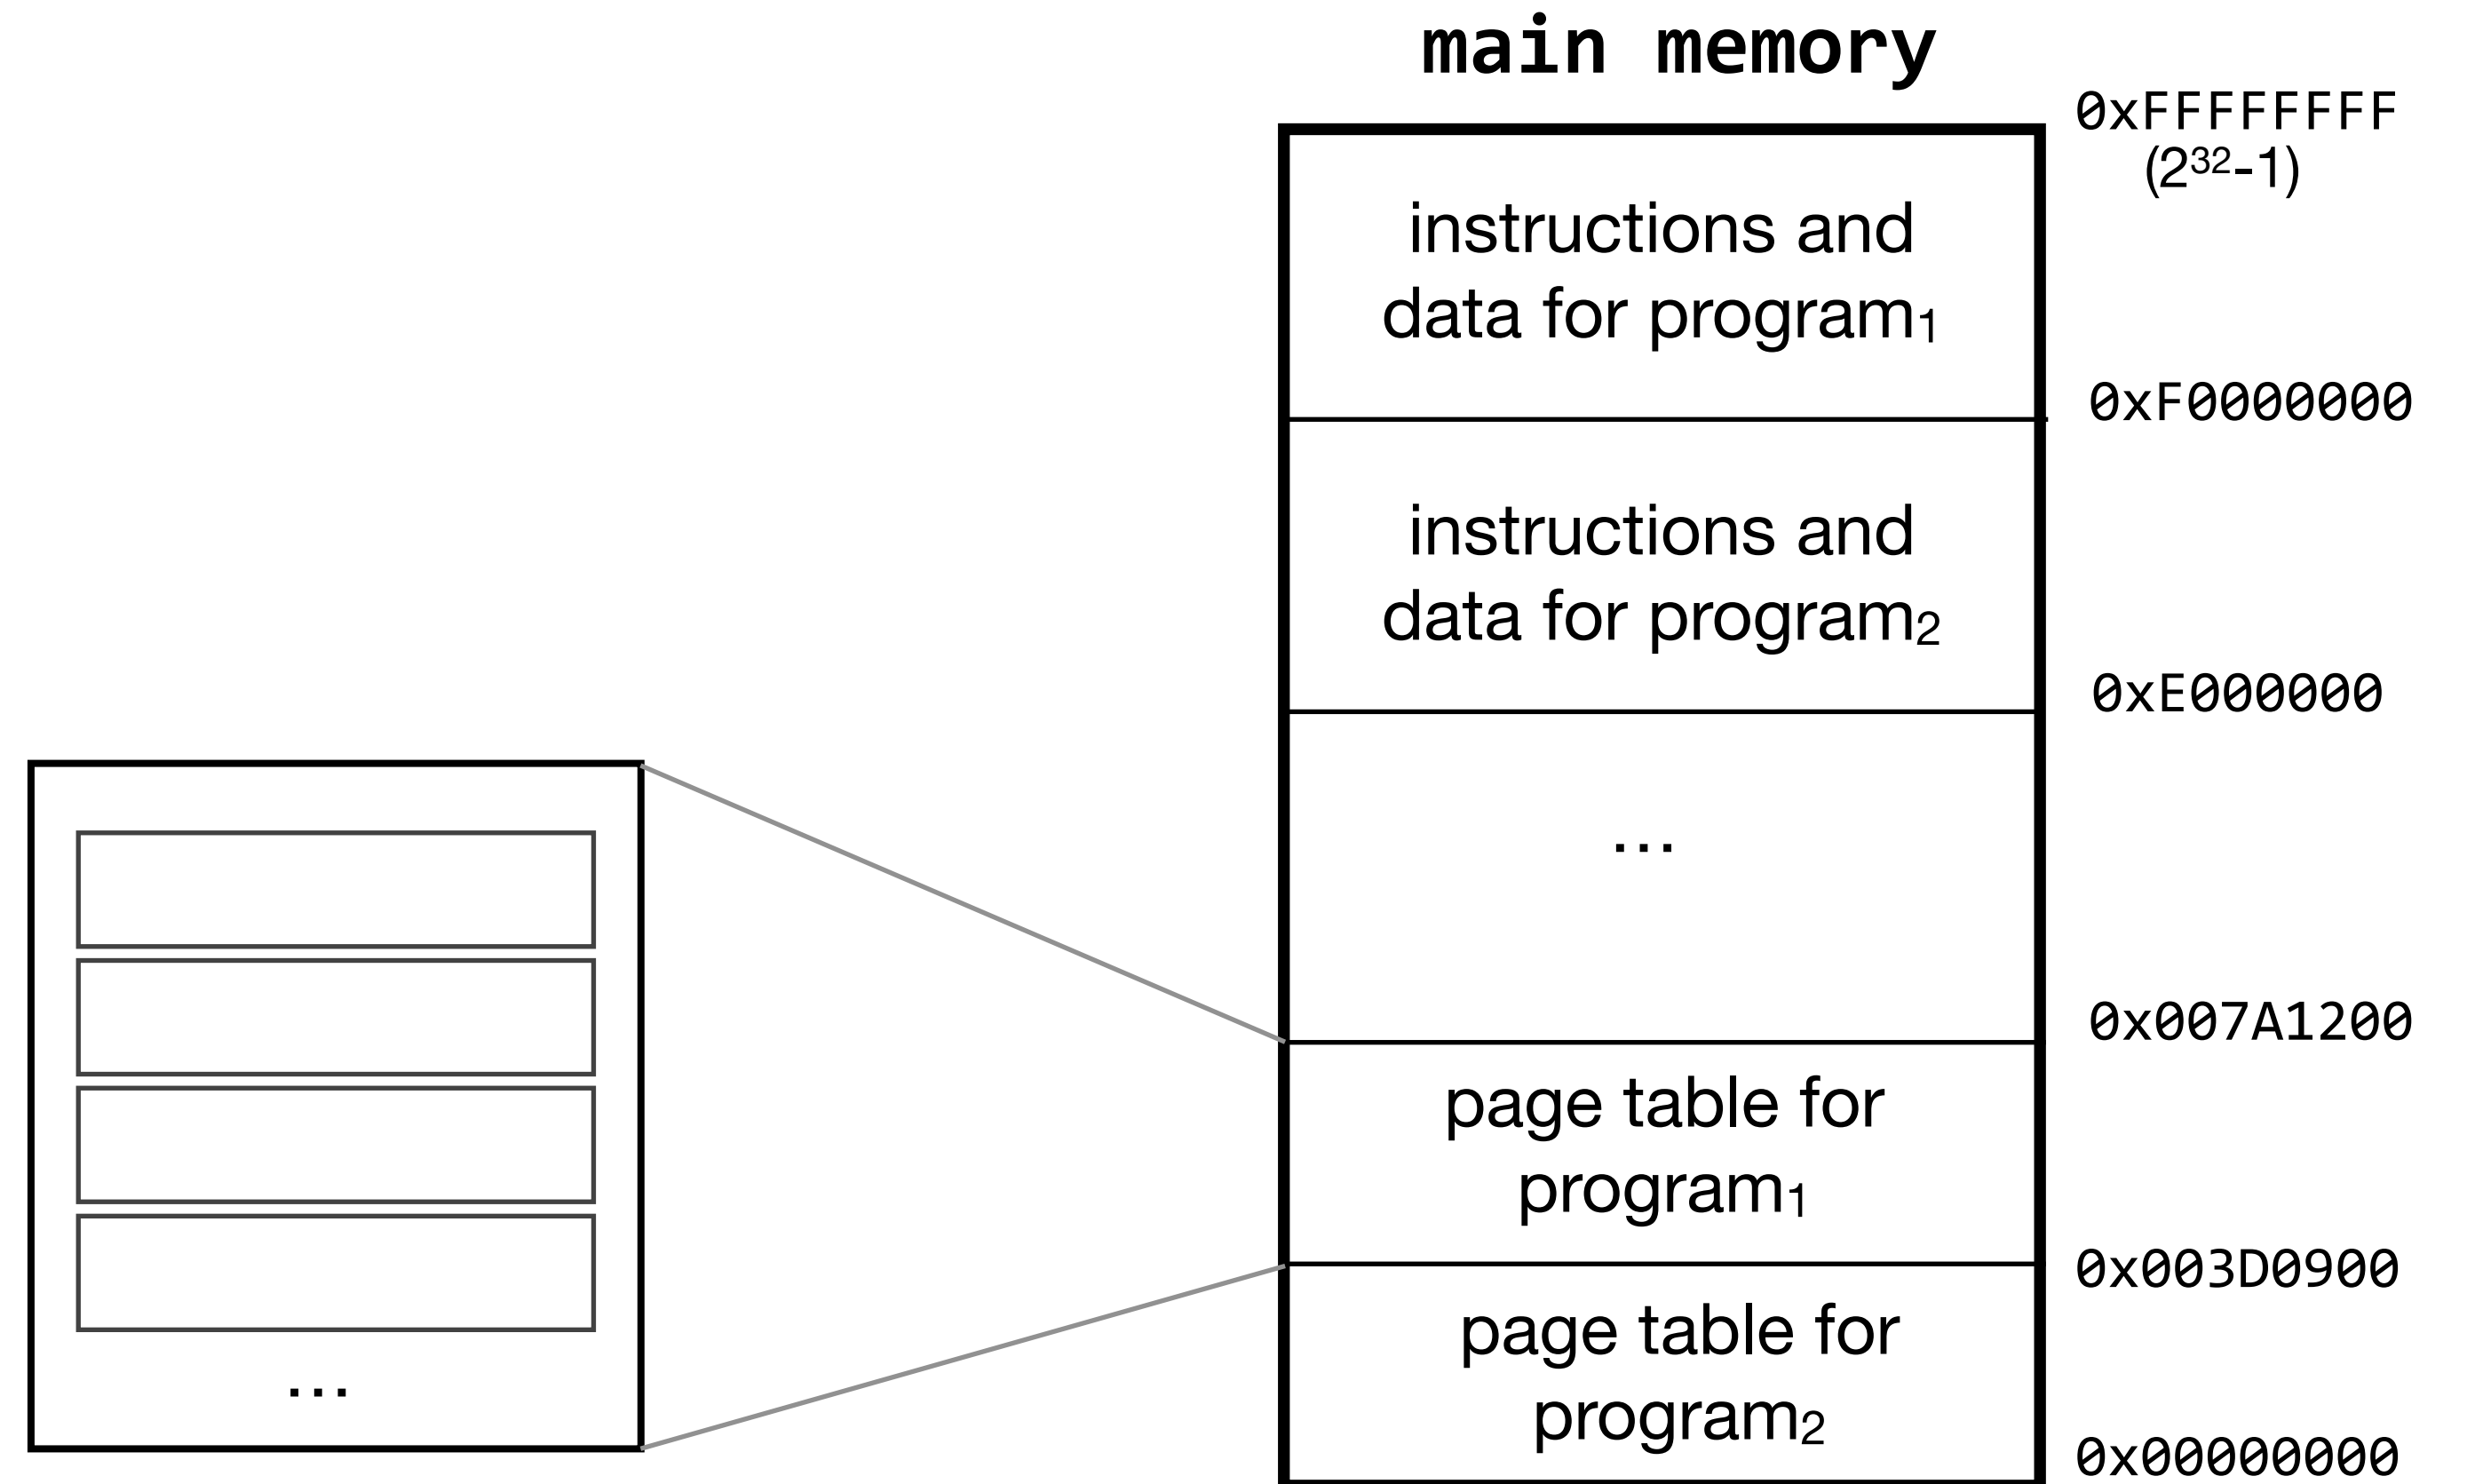 main memory
0xFFFFFFFF
(2³²-1)
instructions and
data for program₁
0xF0000000
instructions and
data for program₂
0xE000000
...
0x007A1200
page table for
program₁
0x003D0900
page table for
program₂
...
0x00000000